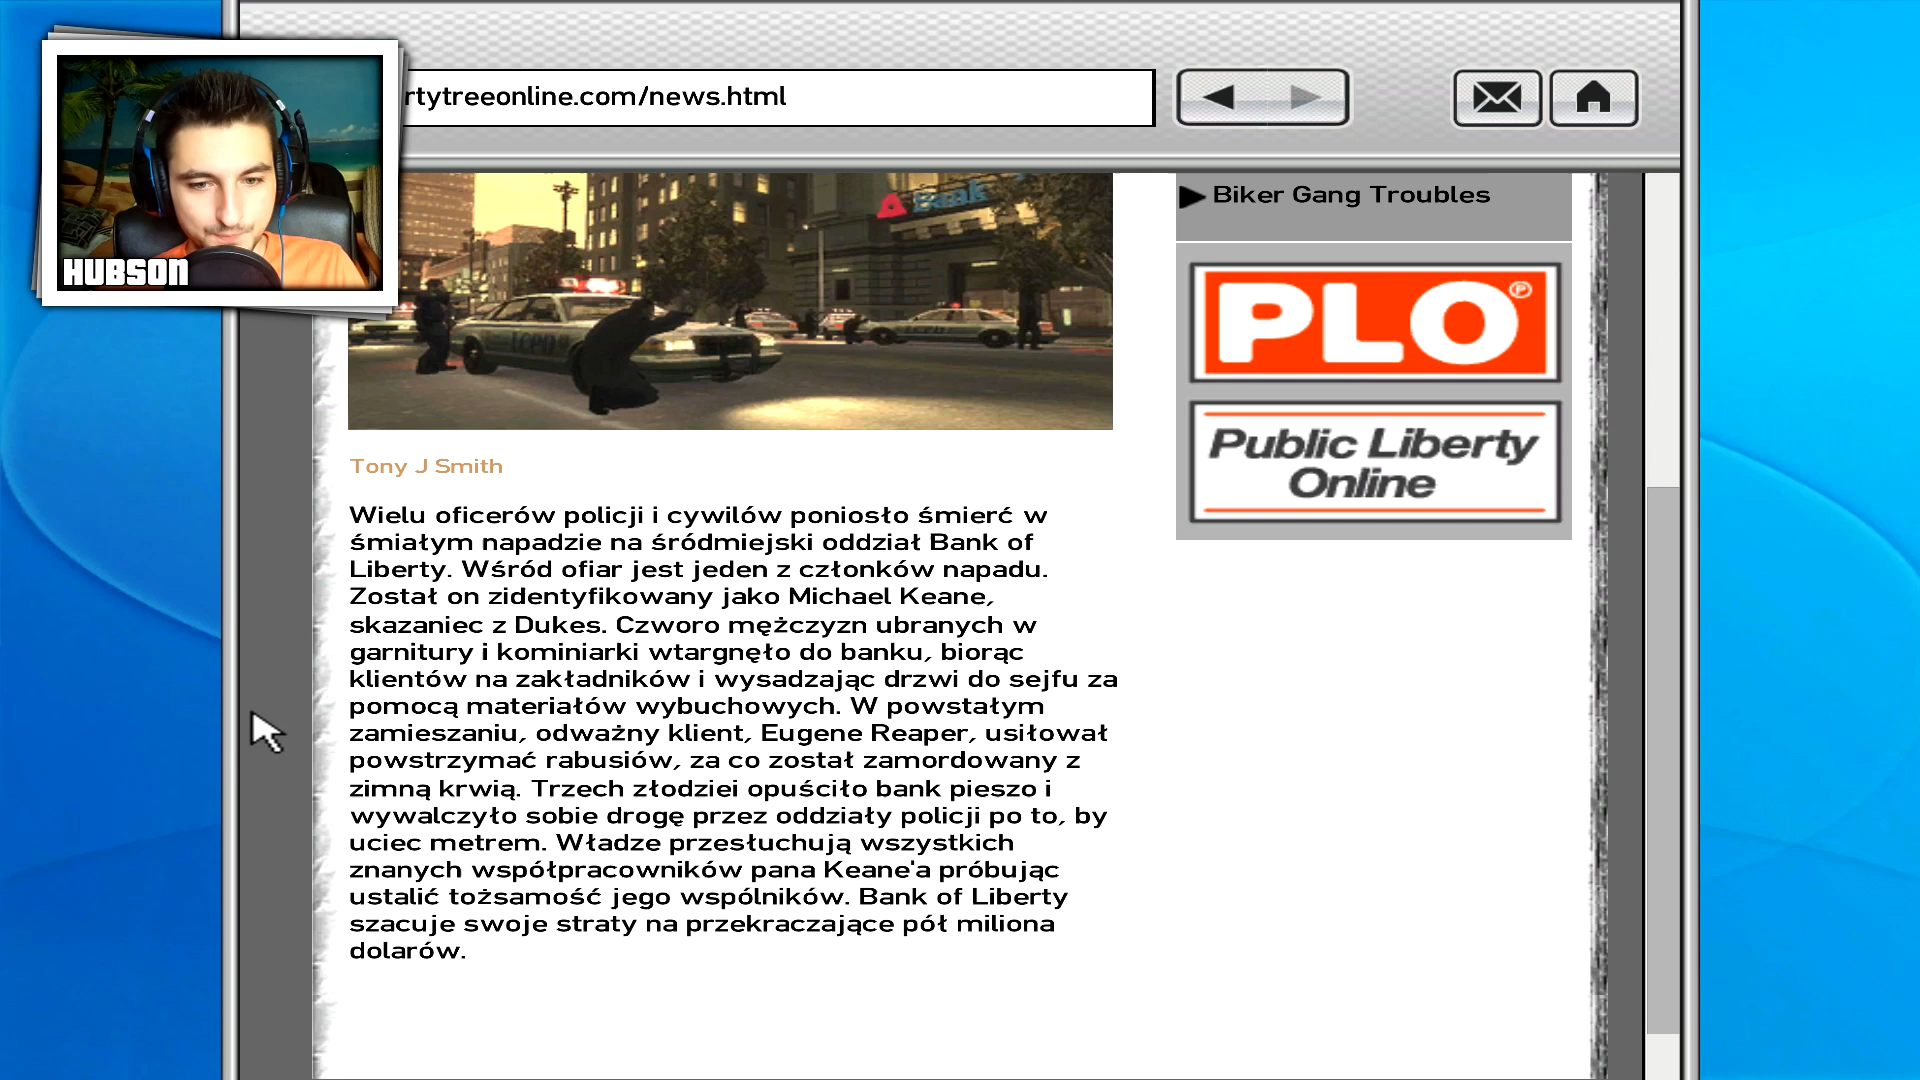 rtytreeonline.com/news.html
HUBSON
Bank
LCPD
Biker Gang Troubles
PLO
Public Liberty
Online
Tony J Smith
Wielu oficerów policji i cywilów poniosło śmierć w
śmiałym napadzie na śródmiejski oddział Bank of
Liberty. Wśród ofiar jest jeden z członków napadu.
Został on zidentyfikowany jako Michael Keane,
skazaniec z Dukes. Czworo mężczyzn ubranych w
garnitury i kominiarki wtargnęło do banku, biorąc
klientów na zakładników i wysadzając drzwi do sejfu za
pomocą materiałów wybuchowych. W powstałym
zamieszaniu, odważny klient, Eugene Reaper, usiłował
powstrzymać rabusiów, za co został zamordowany z
zimną krwią. Trzech złodziei opuściło bank pieszo i
wywalczyło sobie drogę przez oddziały policji po to, by
uciec metrem. Władze przesłuchują wszystkich
znanych współpracowników pana Keane'a próbując
ustalić tożsamość jego wspólników. Bank of Liberty
szacuje swoje straty na przekraczające pół miliona
dolarów.